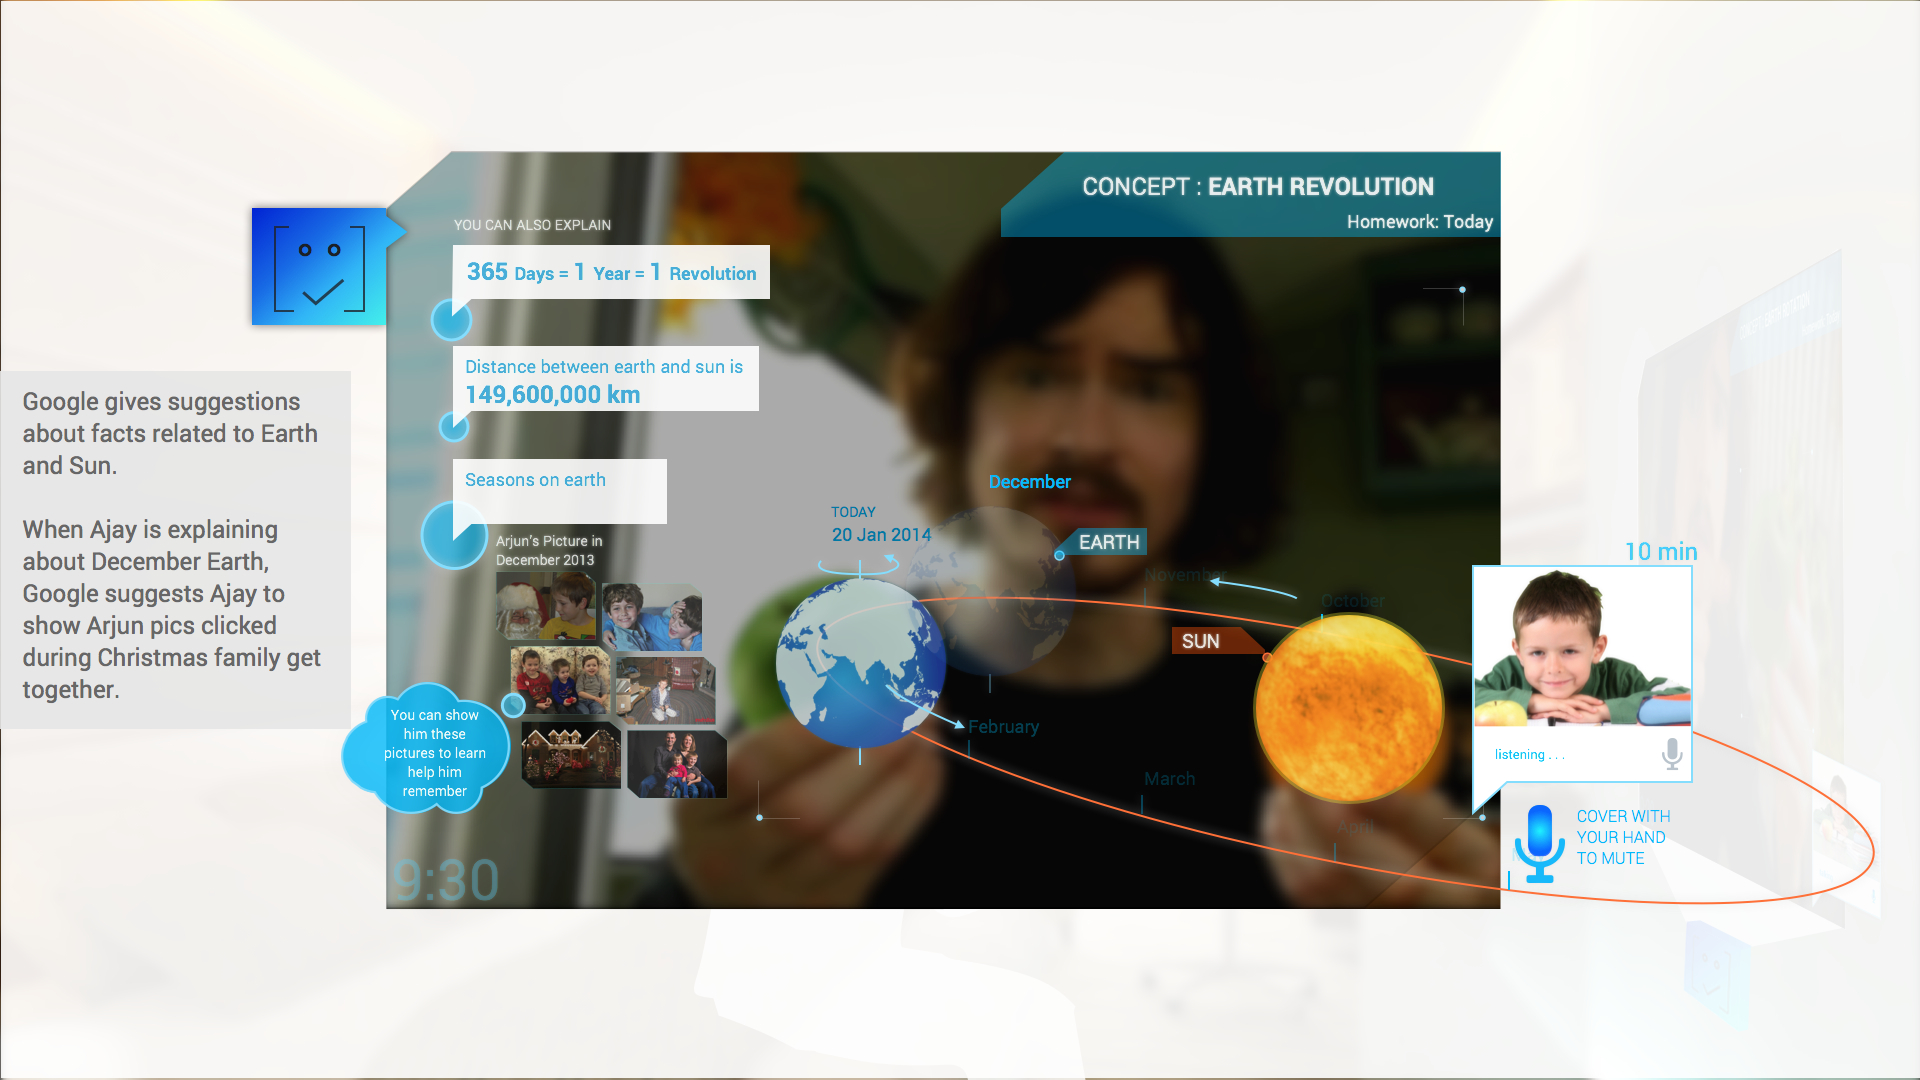 CONCEPT : EARTH REVOLUTION
Homework: Today
YOU CAN ALSO EXPLAIN
365 Days = 1 Year = 1 Revolution
Distance between earth and sun is
149,600,000 km
Seasons on earth
Arjun's Picture in
December 2013
Google gives suggestions
about facts related to Earth
and Sun.
When Ajay is explaining
about December Earth,
Google suggests Ajay to
show Arjun pics clicked
during Christmas family get
together.
You can show
him these
pictures to learn
help him
remember
9:30
December
TODAY
20 Jan 2014
EARTH
November
October
SUN
February
March
April
10 min
listening . . .
COVER WITH
YOUR HAND
TO MUTE